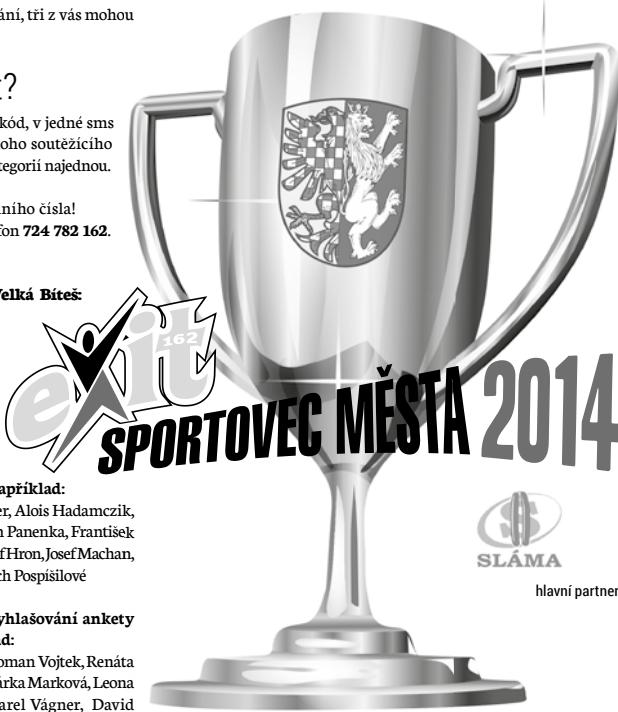 ání, tři z vás mohou
t?
kód, v jedné sms
oho soutěžícího
tegorií najednou.
ního čísla!
fon 724 782 162.
Velká Bíteš:
exit
162
SPORTOVEC MĚSTA 2014
apříklad:
er, Alois Hadamczik,
n Panenka, František
f Hron, Josef Machan,
ch Pospíšilové
SLÁMA
hlavní partner
yhlašování ankety
d:
oman Vojtek, Renáta
árka Marková, Leona
arel Vágner, David